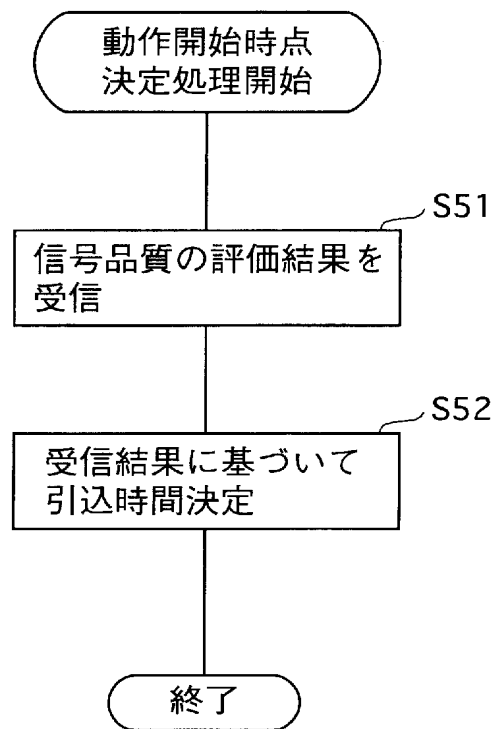 動作開始時点
決定処理開始
S51
信号品質の評価結果を
受信
S52
受信結果に基づいて
引込時間決定
終了